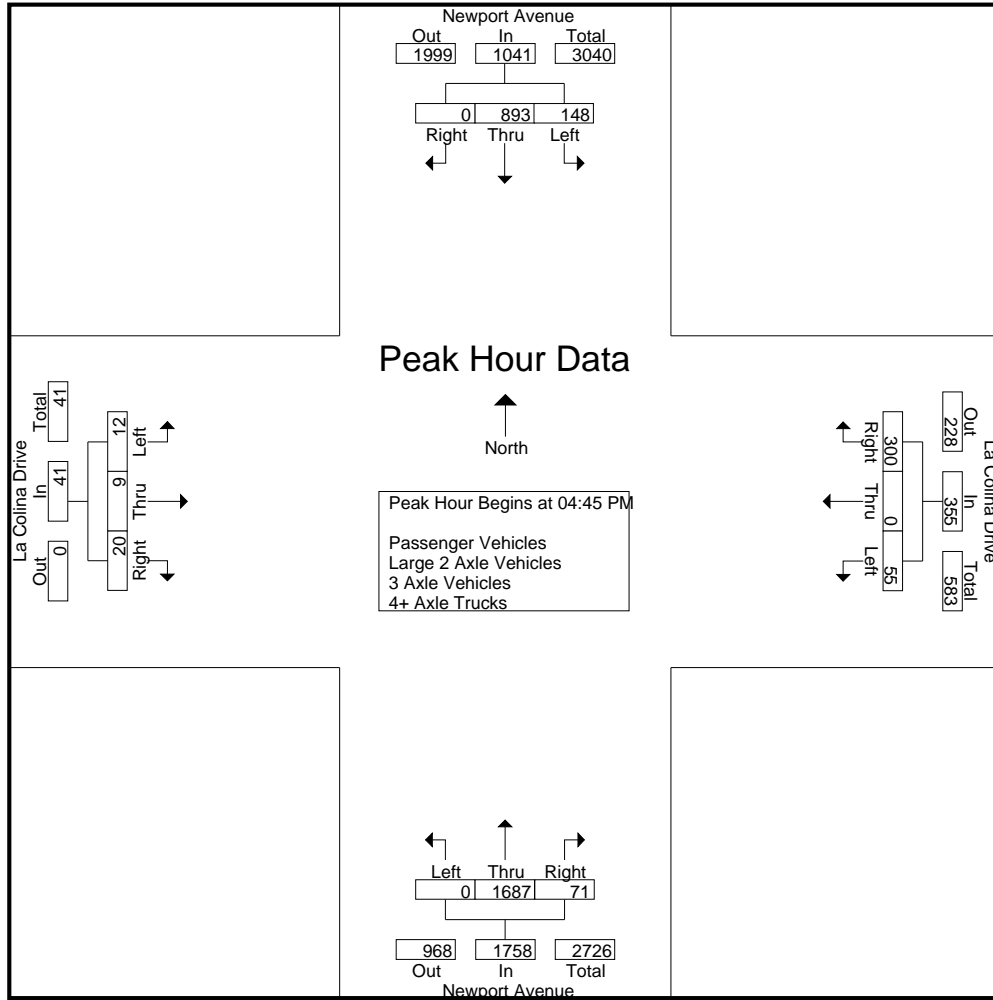 Newport Avenue
Out In Total
1999 1041 3040
0 893 148
Right Thru Left
Peak Hour Data
North
Peak Hour Begins at 04:45 PM
Passenger Vehicles
Large 2 Axle Vehicles
3 Axle Vehicles
4+ Axle Trucks
La Colina Drive
Total In Out
41 41 0
12 9 20
Left Thru Right
La Colina Drive
Out In Total
228 355 583
300 0 55
Right Thru Left
Left Thru Right
0 1687 71
968 1758 2726
Out In Total
Newport Avenue